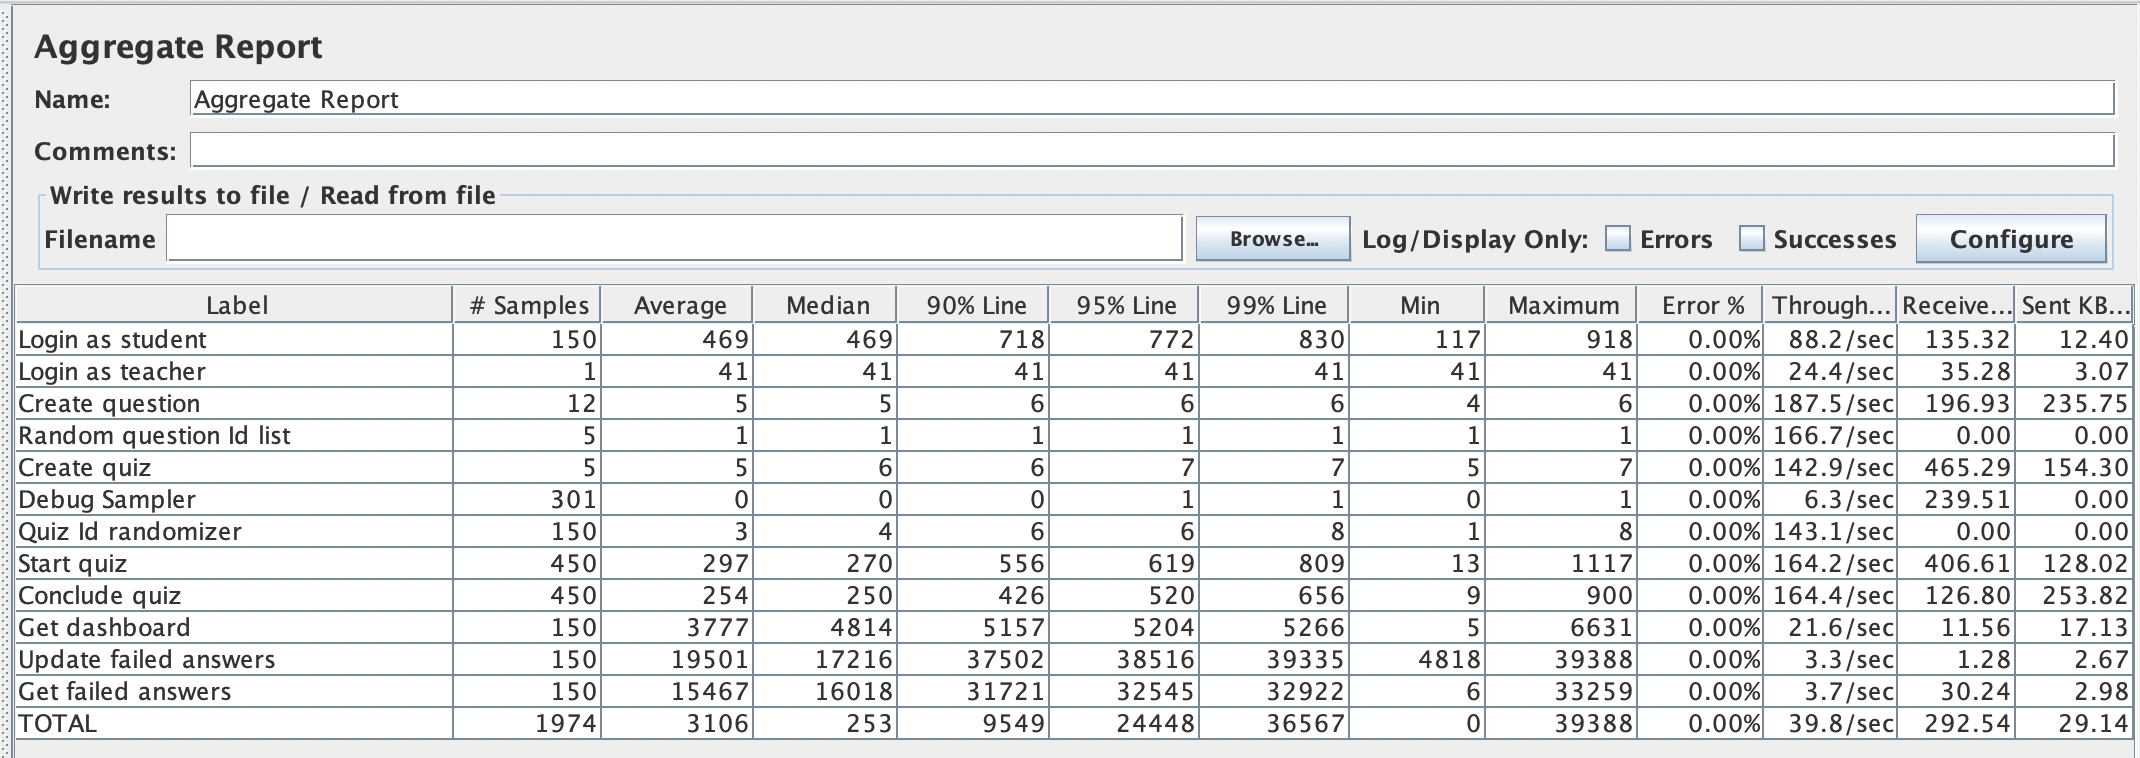 Aggregate Report
Name: Aggregate Report
Comments:
Write results to file / Read from file
Filename Browse... Log/Display Only: Errors Successes Configure
Label # Samples Average Median 90% Line 95% Line 99% Line Min Maximum Error % Through... Receive... Sent KB...
Login as student 150 469 469 718 772 830 117 918 0.00% 88.2/sec 135.32 12.40
Login as teacher 1 41 41 41 41 41 41 41 0.00% 24.4/sec 35.28 3.07
Create question 12 5 5 6 6 6 4 6 0.00% 187.5/sec 196.93 235.75
Random question Id list 5 1 1 1 1 1 1 1 0.00% 166.7/sec 0.00 0.00
Create quiz 5 5 6 6 7 7 5 7 0.00% 142.9/sec 465.29 154.30
Debug Sampler 301 0 0 0 1 1 0 1 0.00% 6.3/sec 239.51 0.00
Quiz Id randomizer 150 3 4 6 6 8 1 8 0.00% 143.1/sec 0.00 0.00
Start quiz 450 297 270 556 619 809 13 1117 0.00% 164.2/sec 406.61 128.02
Conclude quiz 450 254 250 426 520 656 9 900 0.00% 164.4/sec 126.80 253.82
Get dashboard 150 3777 4814 5157 5204 5266 5 6631 0.00% 21.6/sec 11.56 17.13
Update failed answers 150 19501 17216 37502 38516 39335 4818 39388 0.00% 3.3/sec 1.28 2.67
Get failed answers 150 15467 16018 31721 32545 32922 6 33259 0.00% 3.7/sec 30.24 2.98
TOTAL 1974 3106 253 9549 24448 36567 0 39388 0.00% 39.8/sec 292.54 29.14